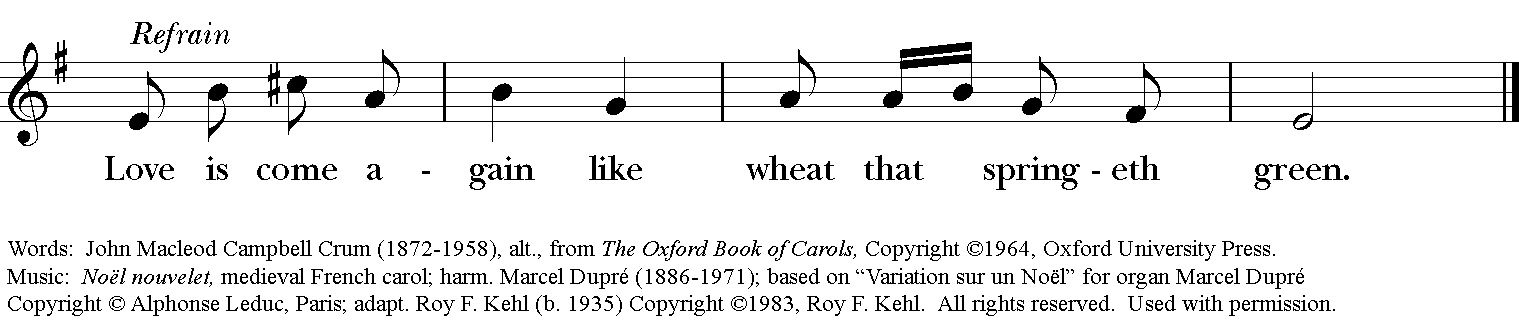 Refrain
Love is come a - gain like wheat that spring - eth green.
Words: John Macleod Campbell Crum (1872-1958), alt., from The Oxford Book of Carols, Copyright ©1964, Oxford University Press.
Music: Noël nouvelet, medieval French carol; harm. Marcel Dupré (1886-1971); based on “Variation sur un Noël” for organ Marcel Dupré
Copyright © Alphonse Leduc, Paris; adapt. Roy F. Kehl (b. 1935) Copyright ©1983, Roy F. Kehl. All rights reserved. Used with permission.